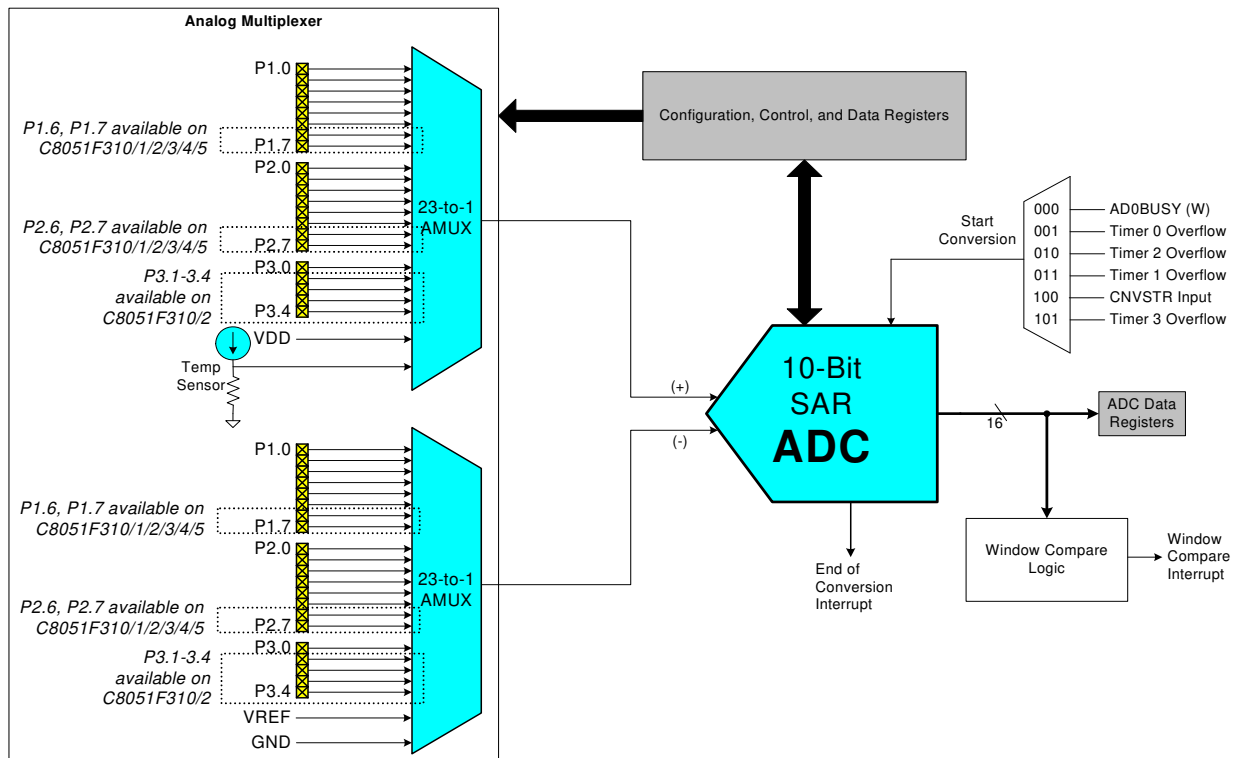 Analog Multiplexer
P1.0
P1.6, P1.7 available on
C8051F310/1/2/3/4/5
P1.7
P2.0
23-to-1
AMUX
P2.6, P2.7 available on
C8051F310/1/2/3/4/5
P2.7
P3.0
P3.1-3.4
available on
C8051F310/2
P3.4
VDD
Temp
Sensor
P1.0
P1.6, P1.7 available on
C8051F310/1/2/3/4/5
P1.7
P2.0
23-to-1
AMUX
P2.6, P2.7 available on
C8051F310/1/2/3/4/5
P2.7
P3.0
P3.1-3.4
available on
C8051F310/2
P3.4
VREF
GND
Configuration, Control, and Data Registers
Start
Conversion
000 AD0BUSY (W)
001 Timer 0 Overflow
010 Timer 2 Overflow
011 Timer 1 Overflow
100 CNVSTR Input
101 Timer 3 Overflow
(+)
(-)
10-Bit
SAR
ADC
16
ADC Data
Registers
End of
Conversion
Interrupt
Window Compare
Logic
Window
Compare
Interrupt